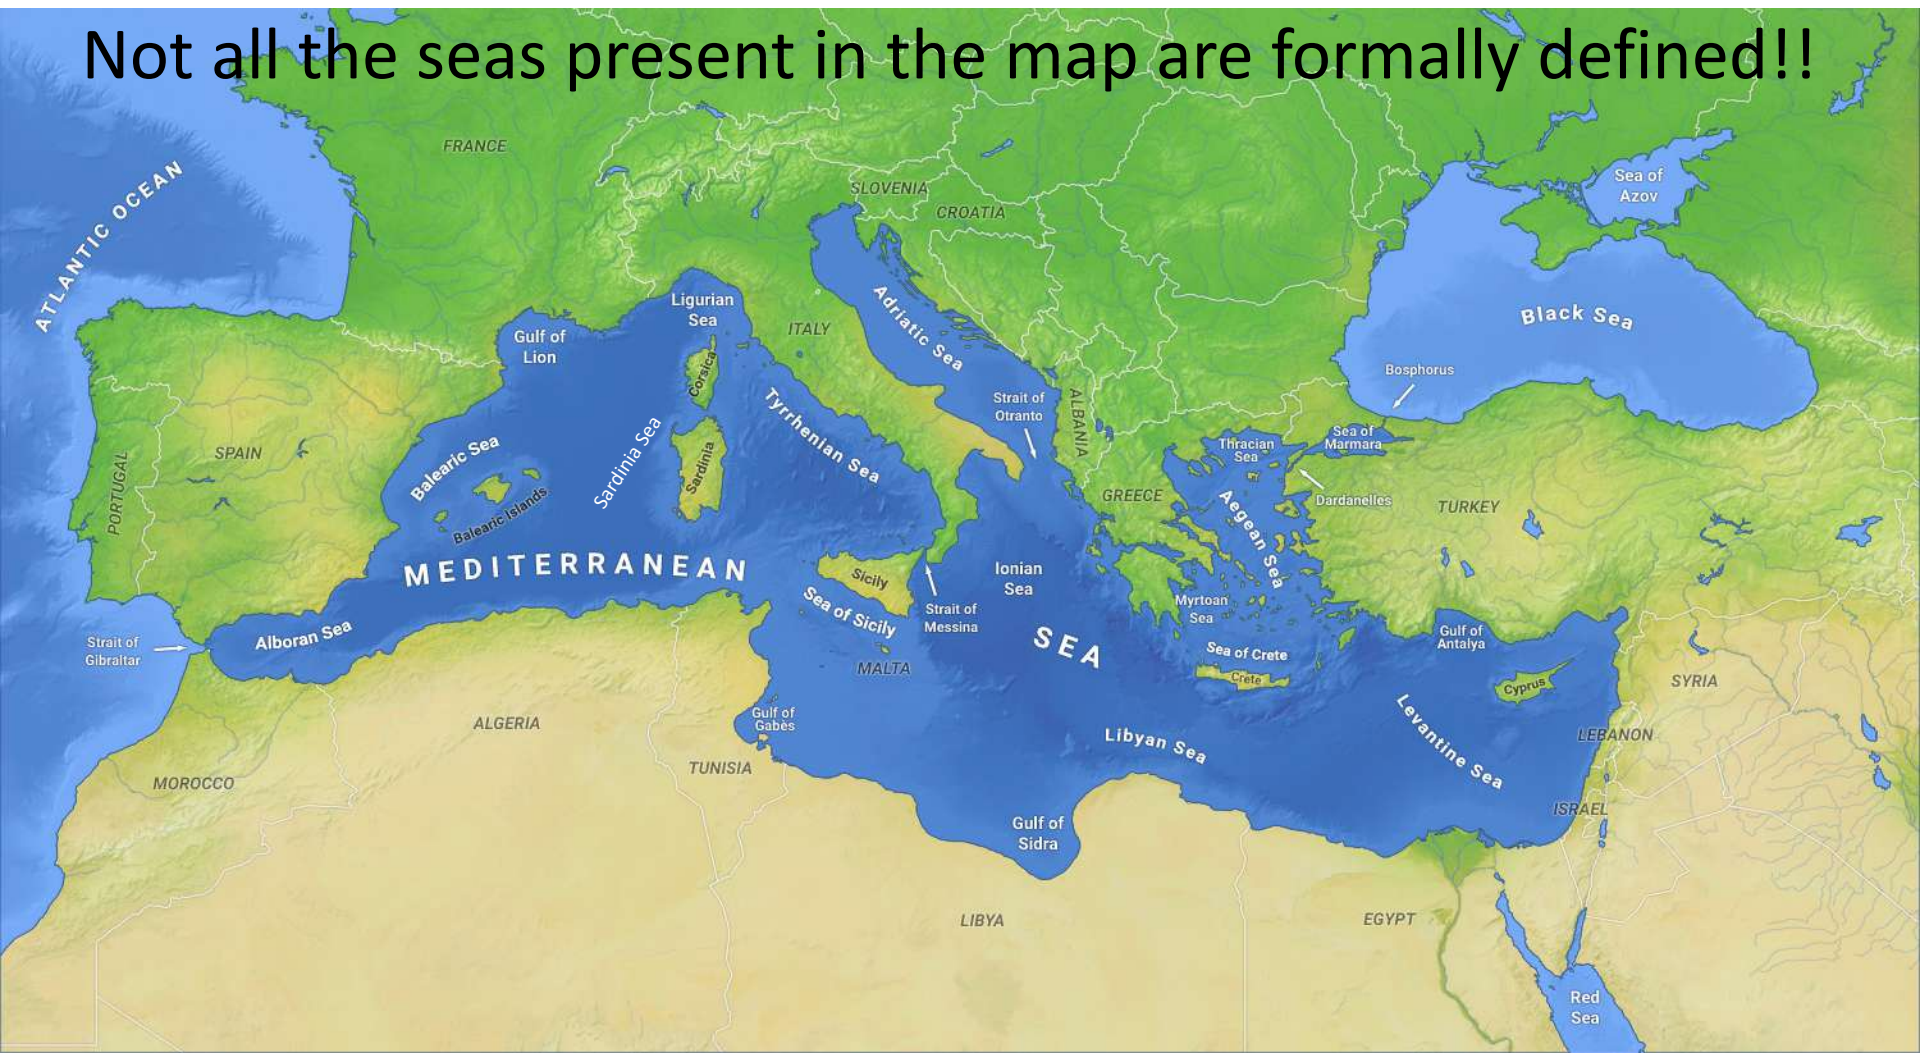 Not all the seas present in the map are formally defined!!
ATLANTIC OCEAN
FRANCE
SLOVENIA
CROATIA
Sea of
Azov
Ligurian
Sea
ITALY
Adriatic Sea
Black Sea
Gulf of
Lion
Corsica
Bosphorus
Strait of
Otranto
ALBANIA
Tyrrhenian Sea
Sardinia Sea
Sardinia
Balearic Sea
Balearic Islands
SPAIN
PORTUGAL
Thracian
Sea
Sea of
Marmara
Dardanelles
GREECE
Aegean Sea
TURKEY
MEDITERRANEAN
SEA
Sicily
Ionian
Sea
Sea of Sicily
Strait of
Messina
Myrtoan
Sea
Alboran Sea
Strait of
Gibraltar
Gulf of
Antalya
Sea of Crete
Crete
MALTA
Cyprus
SYRIA
ALGERIA
Gulf of
Gabès
Libyan Sea
Levantine Sea
LEBANON
MOROCCO
TUNISIA
ISRAEL
Gulf of
Sidra
LIBYA
EGYPT
Red
Sea